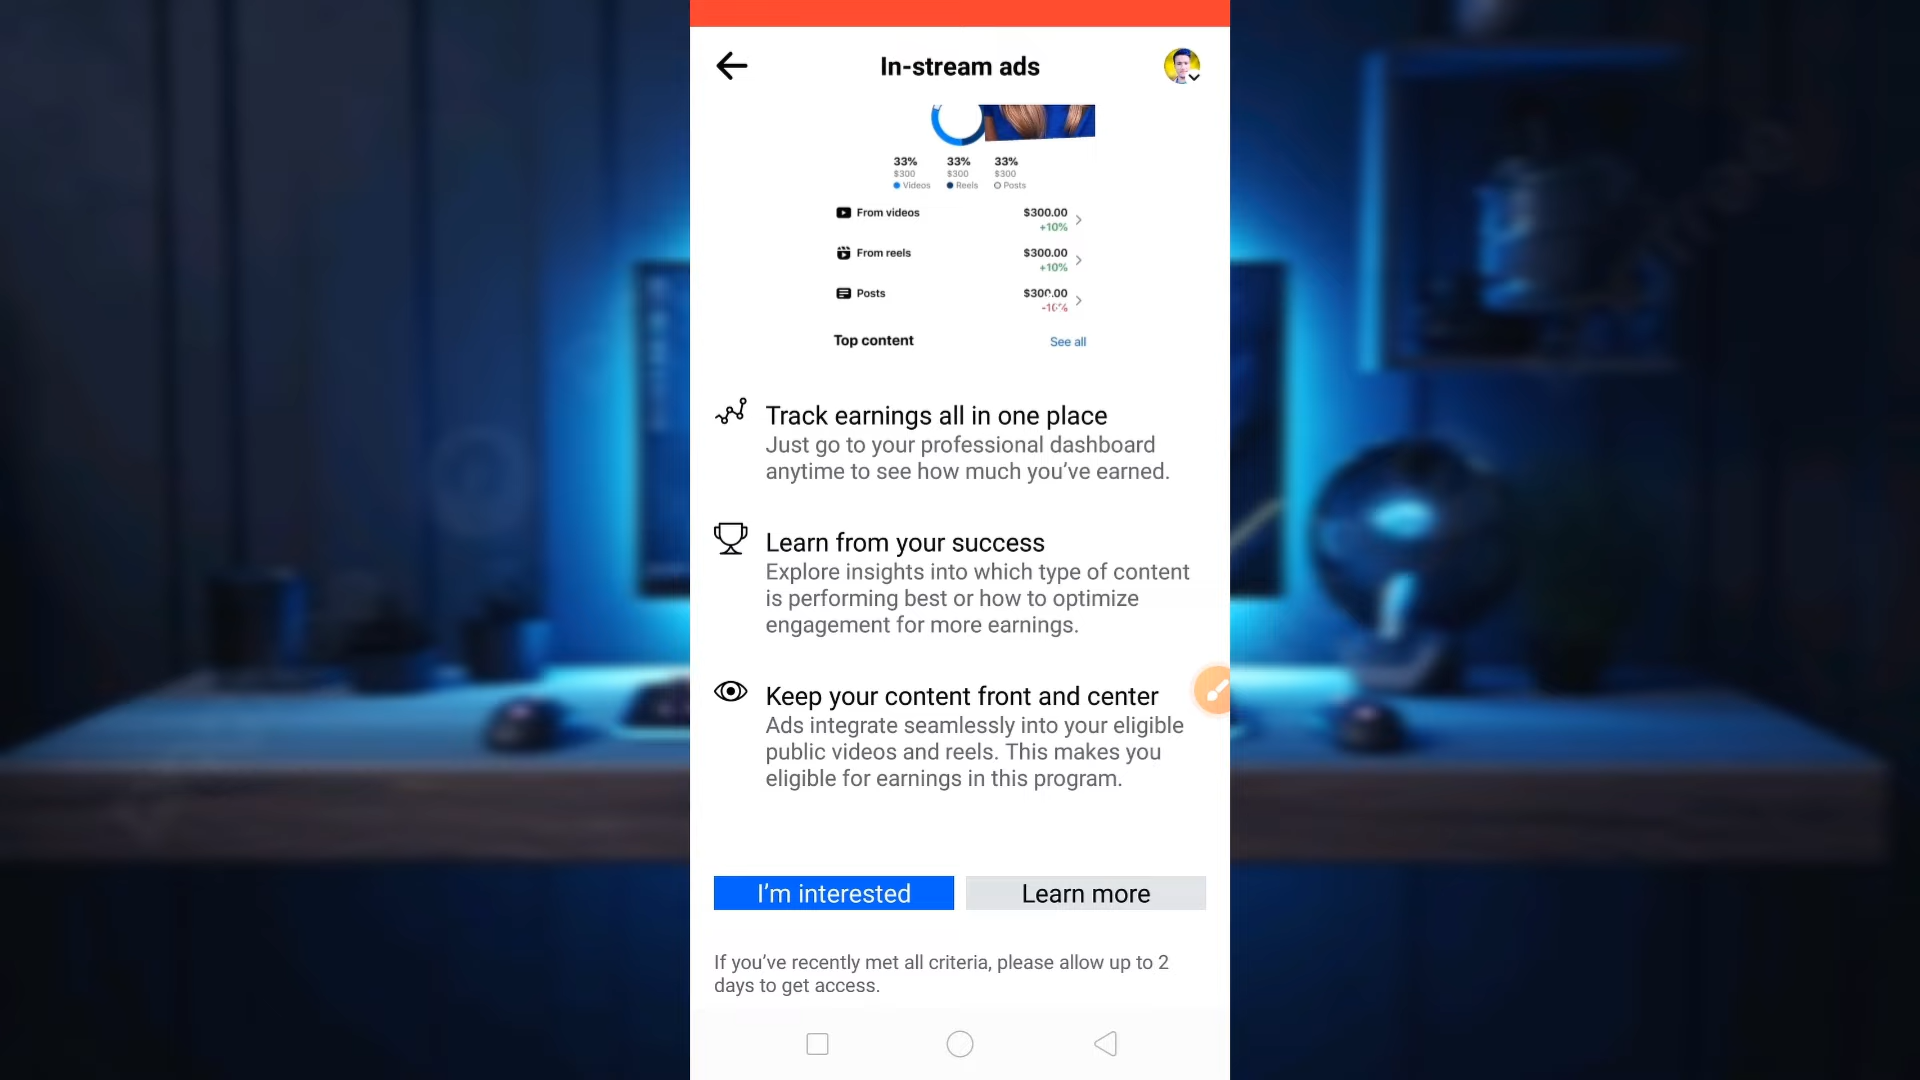 In-stream ads
33% 33% 33%
$300 $300 $300
Videos Reels Posts
From videos $300.00
+10%
From reels $300.00
+10%
Posts $300.00
-10%
Top content See all
Track earnings all in one place
Just go to your professional dashboard
anytime to see how much you’ve earned.
Learn from your success
Explore insights into which type of content
is performing best or how to optimize
engagement for more earnings.
Keep your content front and center
Ads integrate seamlessly into your eligible
public videos and reels. This makes you
eligible for earnings in this program.
I’m interested Learn more
If you’ve recently met all criteria, please allow up to 2
days to get access.